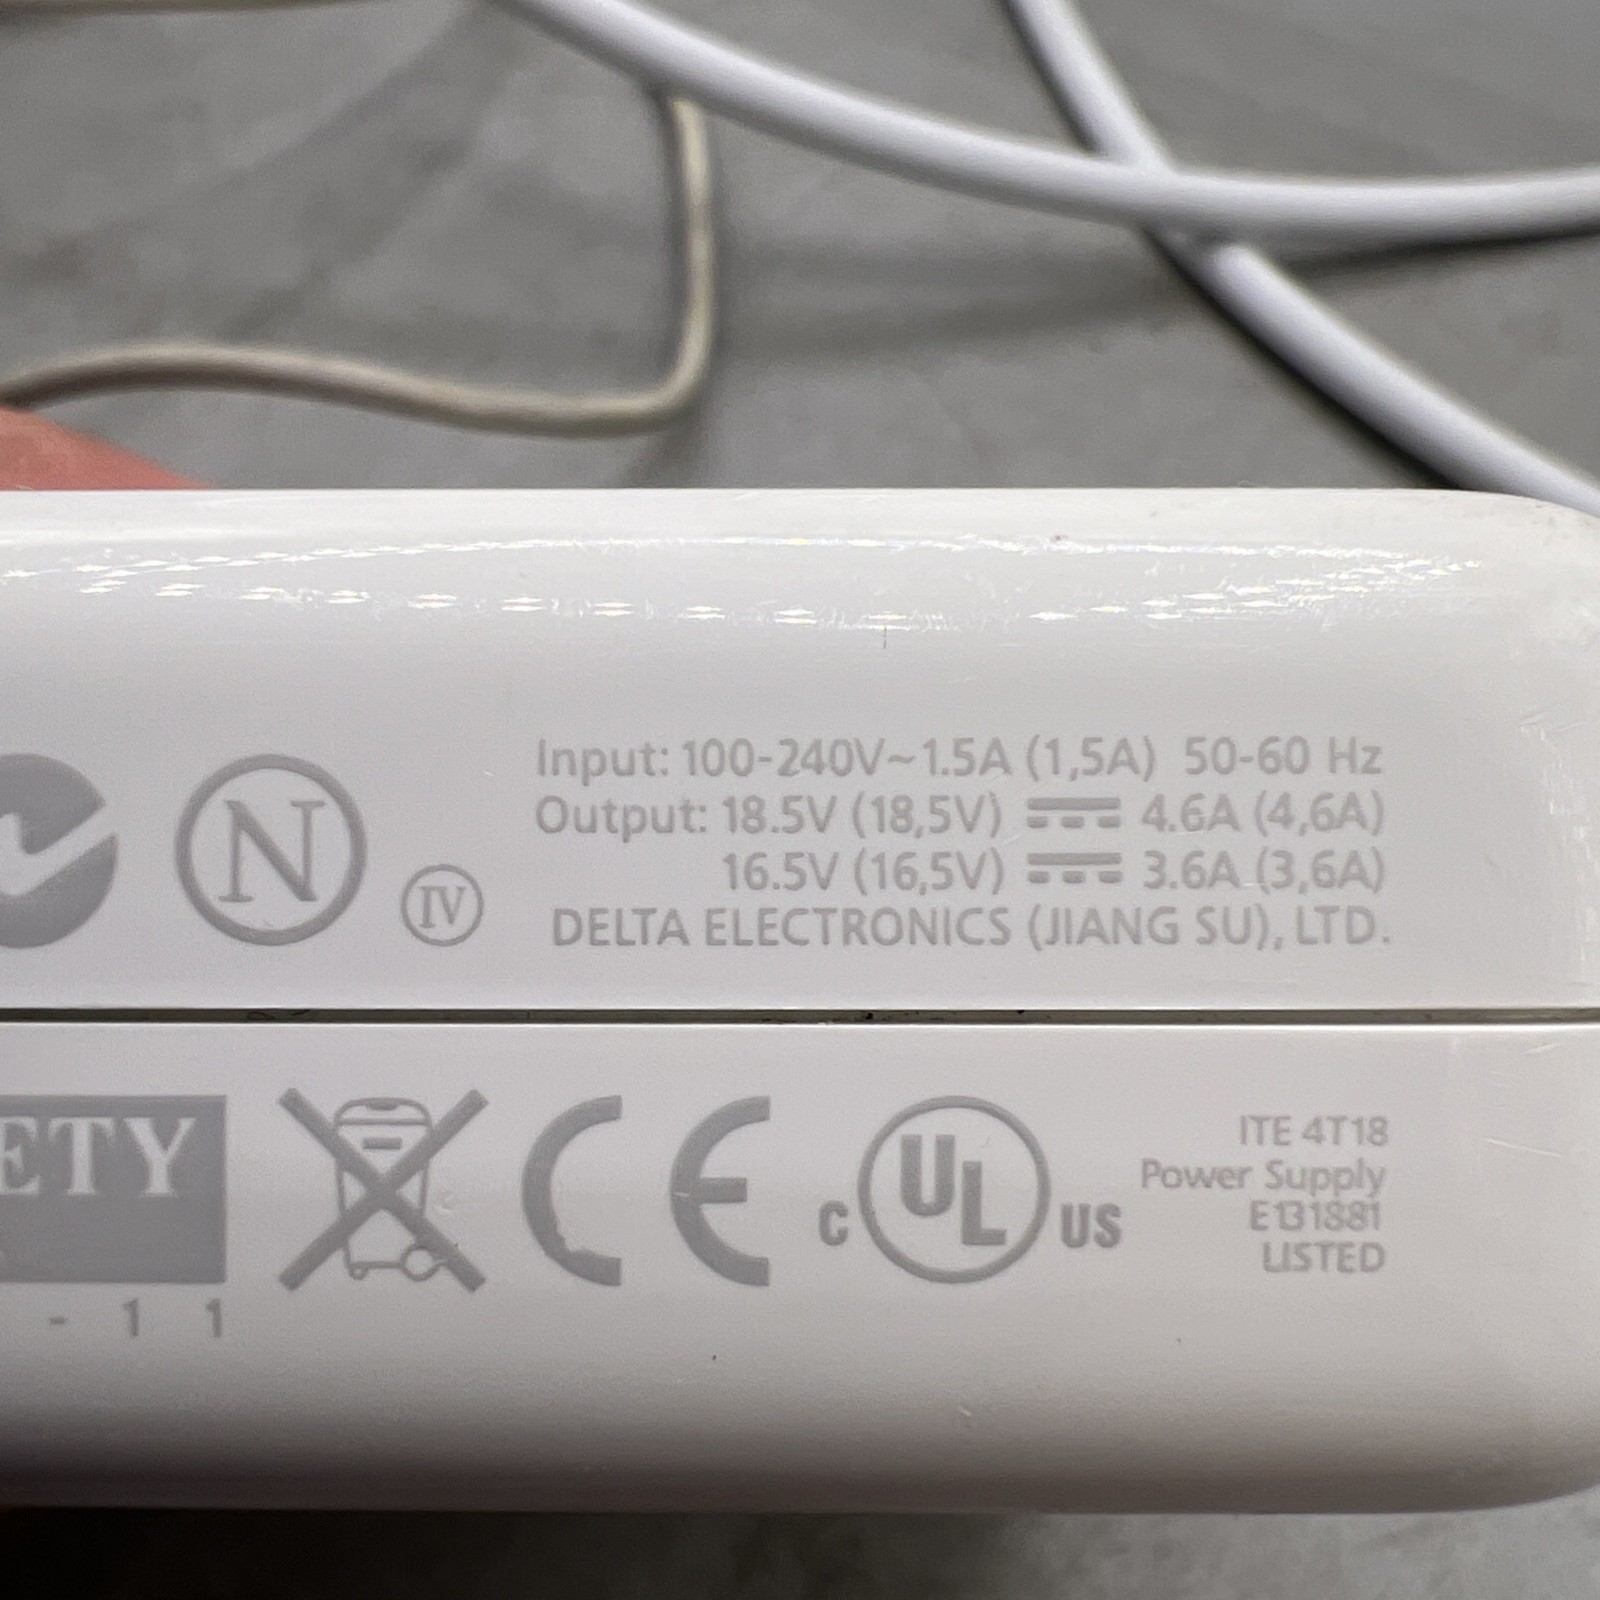 N
IV
Input: 100-240V~1.5A (1,5A) 50-60 Hz
Output: 18.5V (18,5V) ⎓ 4.6A (4,6A)
16.5V (16,5V) ⎓ 3.6A (3,6A)
DELTA ELECTRONICS (JIANG SU), LTD.
ETY
- 1 1
CE
C UL US
ITE 4T18
Power Supply
E131881
LISTED